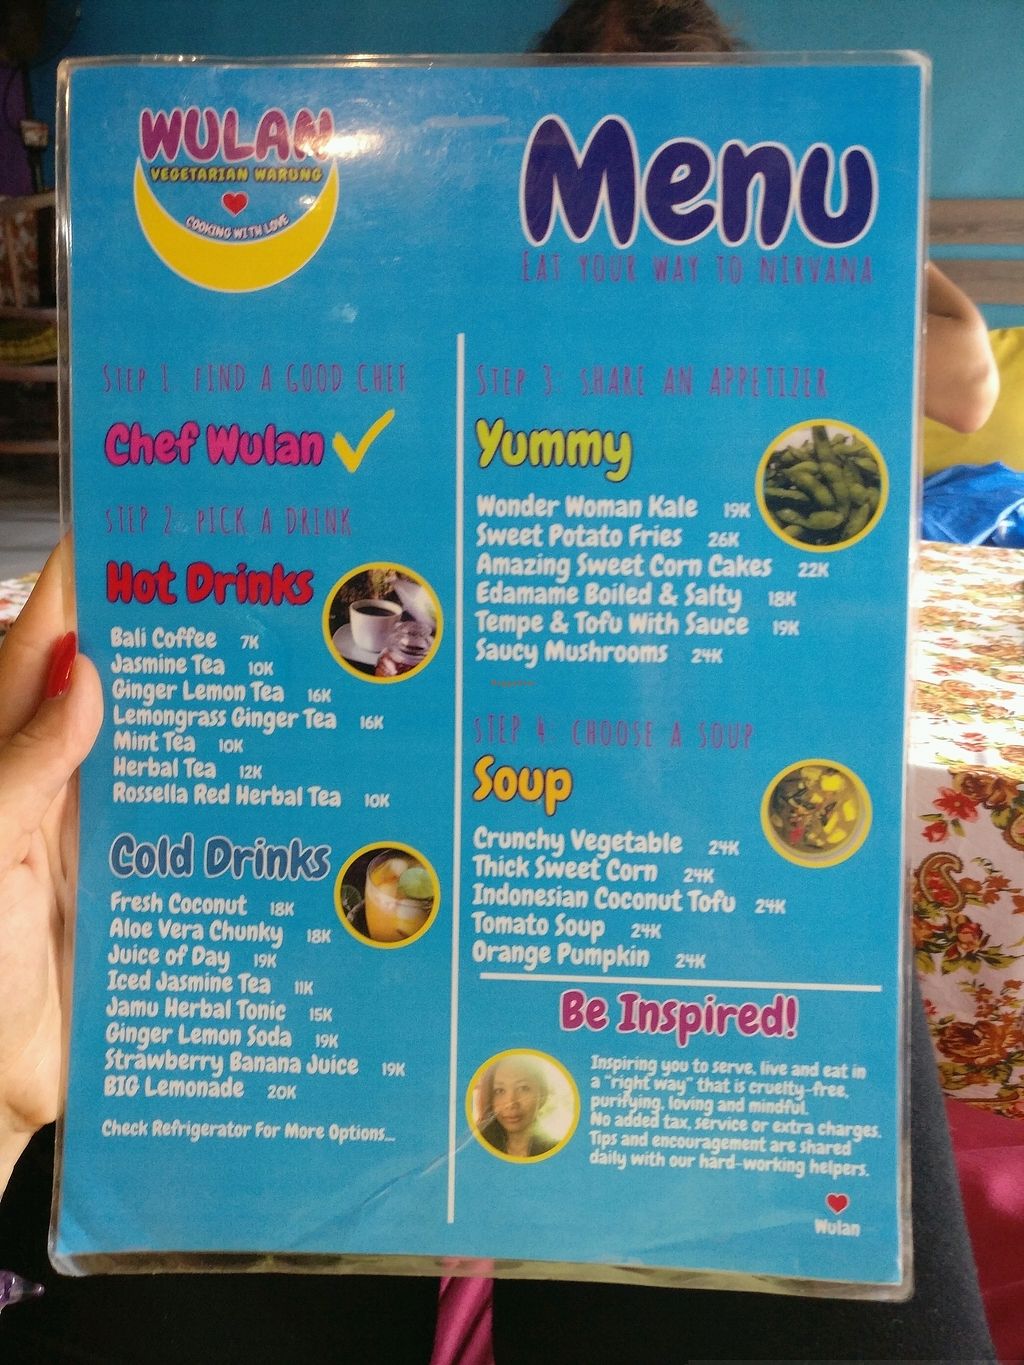 WULAN
VEGETARIAN WARUNG
COOKING WITH LOVE
Menu
EAT YOUR WAY TO NIRVANA
STEP 1: FIND A GOOD CHEF
Chef Wulan
STEP 2: PICK A DRINK
Hot Drinks
Bali Coffee 7K
Jasmine Tea 10K
Ginger Lemon Tea 16K
Lemongrass Ginger Tea 16K
Mint Tea 10K
Herbal Tea 12K
Rossella Red Herbal Tea 10K
Cold Drinks
Fresh Coconut 18K
Aloe Vera Chunky 18K
Juice of Day 19K
Iced Jasmine Tea 11K
Jamu Herbal Tonic 15K
Ginger Lemon Soda 19K
Strawberry Banana Juice 19K
BIG Lemonade 20K
Check Refrigerator For More Options...
STEP 3: SHARE AN APPETIZER
Yummy
Wonder Woman Kale 19K
Sweet Potato Fries 26K
Amazing Sweet Corn Cakes 22K
Edamame Boiled & Salty 18K
Tempe & Tofu With Sauce 19K
Saucy Mushrooms 24K
STEP 4: CHOOSE A SOUP
Soup
Crunchy Vegetable 24K
Thick Sweet Corn 24K
Indonesian Coconut Tofu 24K
Tomato Soup 24K
Orange Pumpkin 24K
Be Inspired!
Inspiring you to serve, live and eat in
a "right way" that is cruelty-free,
purifying, loving and mindful.
No added tax, service or extra charges.
Tips and encouragement are shared
daily with our hard-working helpers.
Wulan